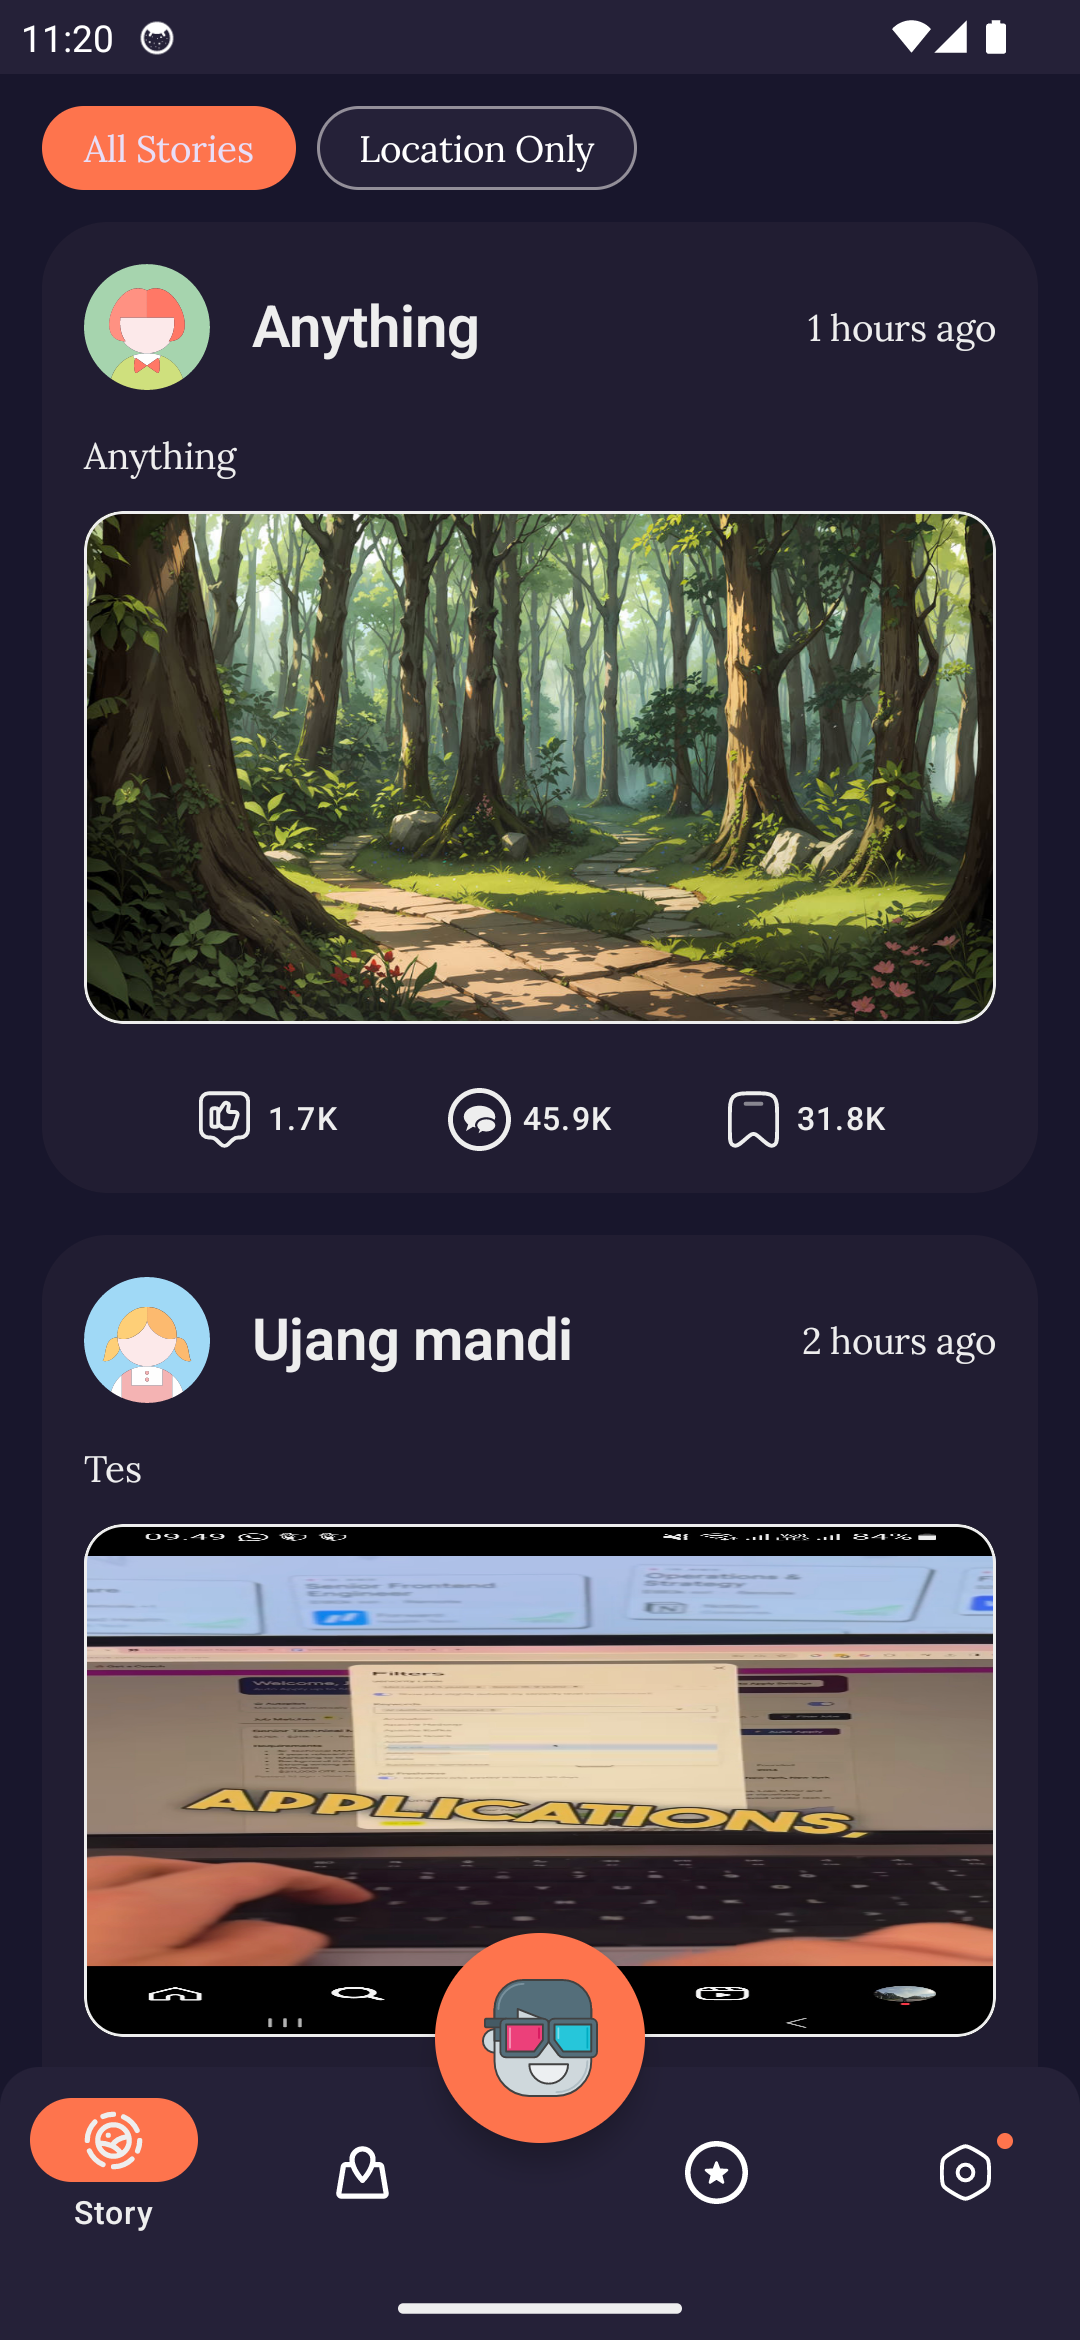 11:20
All Stories
Location Only
Anything
1 hours ago
Anything
1.7K
45.9K
31.8K
Ujang mandi
2 hours ago
Tes
09.49
84%
Senior Frontend
Engineer
Operations &
Strategy
Filters
APPLICATIONS,
Story